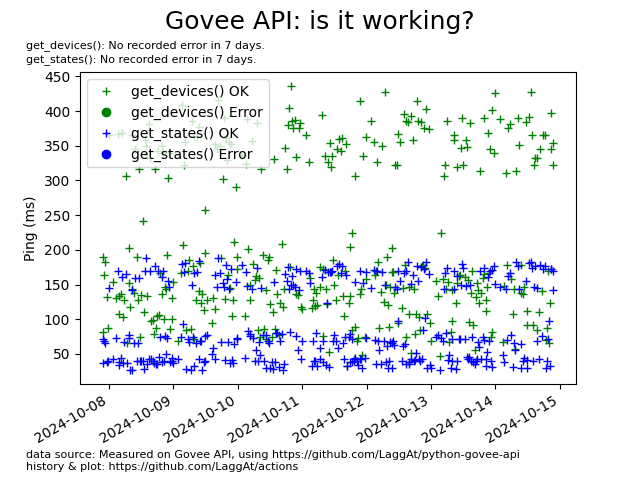 Govee API: is it working?
get_devices(): No recorded error in 7 days.
get_states(): No recorded error in 7 days.
get_devices() OK
get_devices() Error
get_states() OK
get_states() Error
Ping (ms)
450
400
350
300
250
200
150
100
50
2024-10-08
2024-10-09
2024-10-10
2024-10-11
2024-10-12
2024-10-13
2024-10-14
2024-10-15
data source: Measured on Govee API, using https://github.com/LaggAt/python-govee-api
history & plot: https://github.com/LaggAt/actions